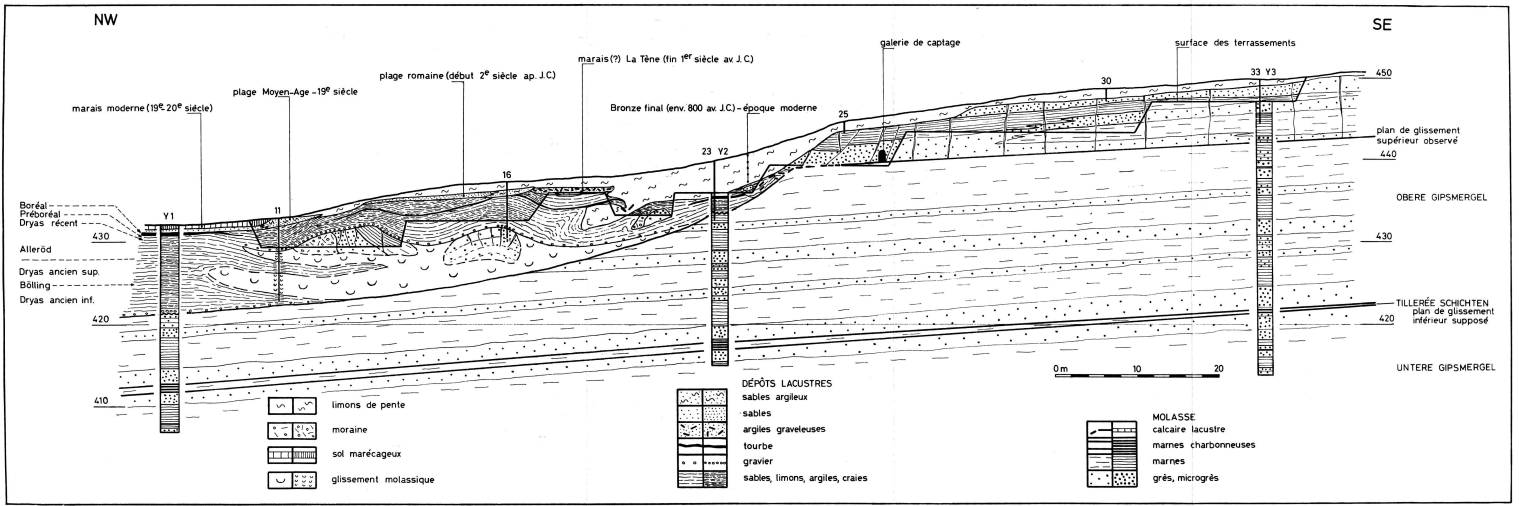 NW
SE
galerie de captage
surface des terrassements
marais (?) La Tène (fin 1er siècle av. J.C.)
plage romaine (début 2e siècle ap. J.C.)
plage Moyen-Age -19e siècle
marais moderne (19e-20e siècle)
Bronze final (env. 800 av. J.C.) - époque moderne
30
33 Y3
450
25
plan de glissement
supérieur observé
440
23 Y2
16
OBERE GIPSMERGEL
Y1
11
Boréal
Préboréal
Dryas récent
430
430
Alleröd
Dryas ancien sup.
Bölling
Dryas ancien inf.
TILLERÉE SCHICHTEN
plan de glissement
inférieur supposé
420
420
UNTERE GIPSMERGEL
0 m 10 20
410
limons de pente
moraine
sol marécageux
glissement molassique
DÉPÔTS LACUSTRES
sables argileux
sables
argiles graveleuses
tourbe
gravier
sables, limons, argiles, craies
MOLASSE
calcaire lacustre
marnes charbonneuses
marnes
grès, microgrès